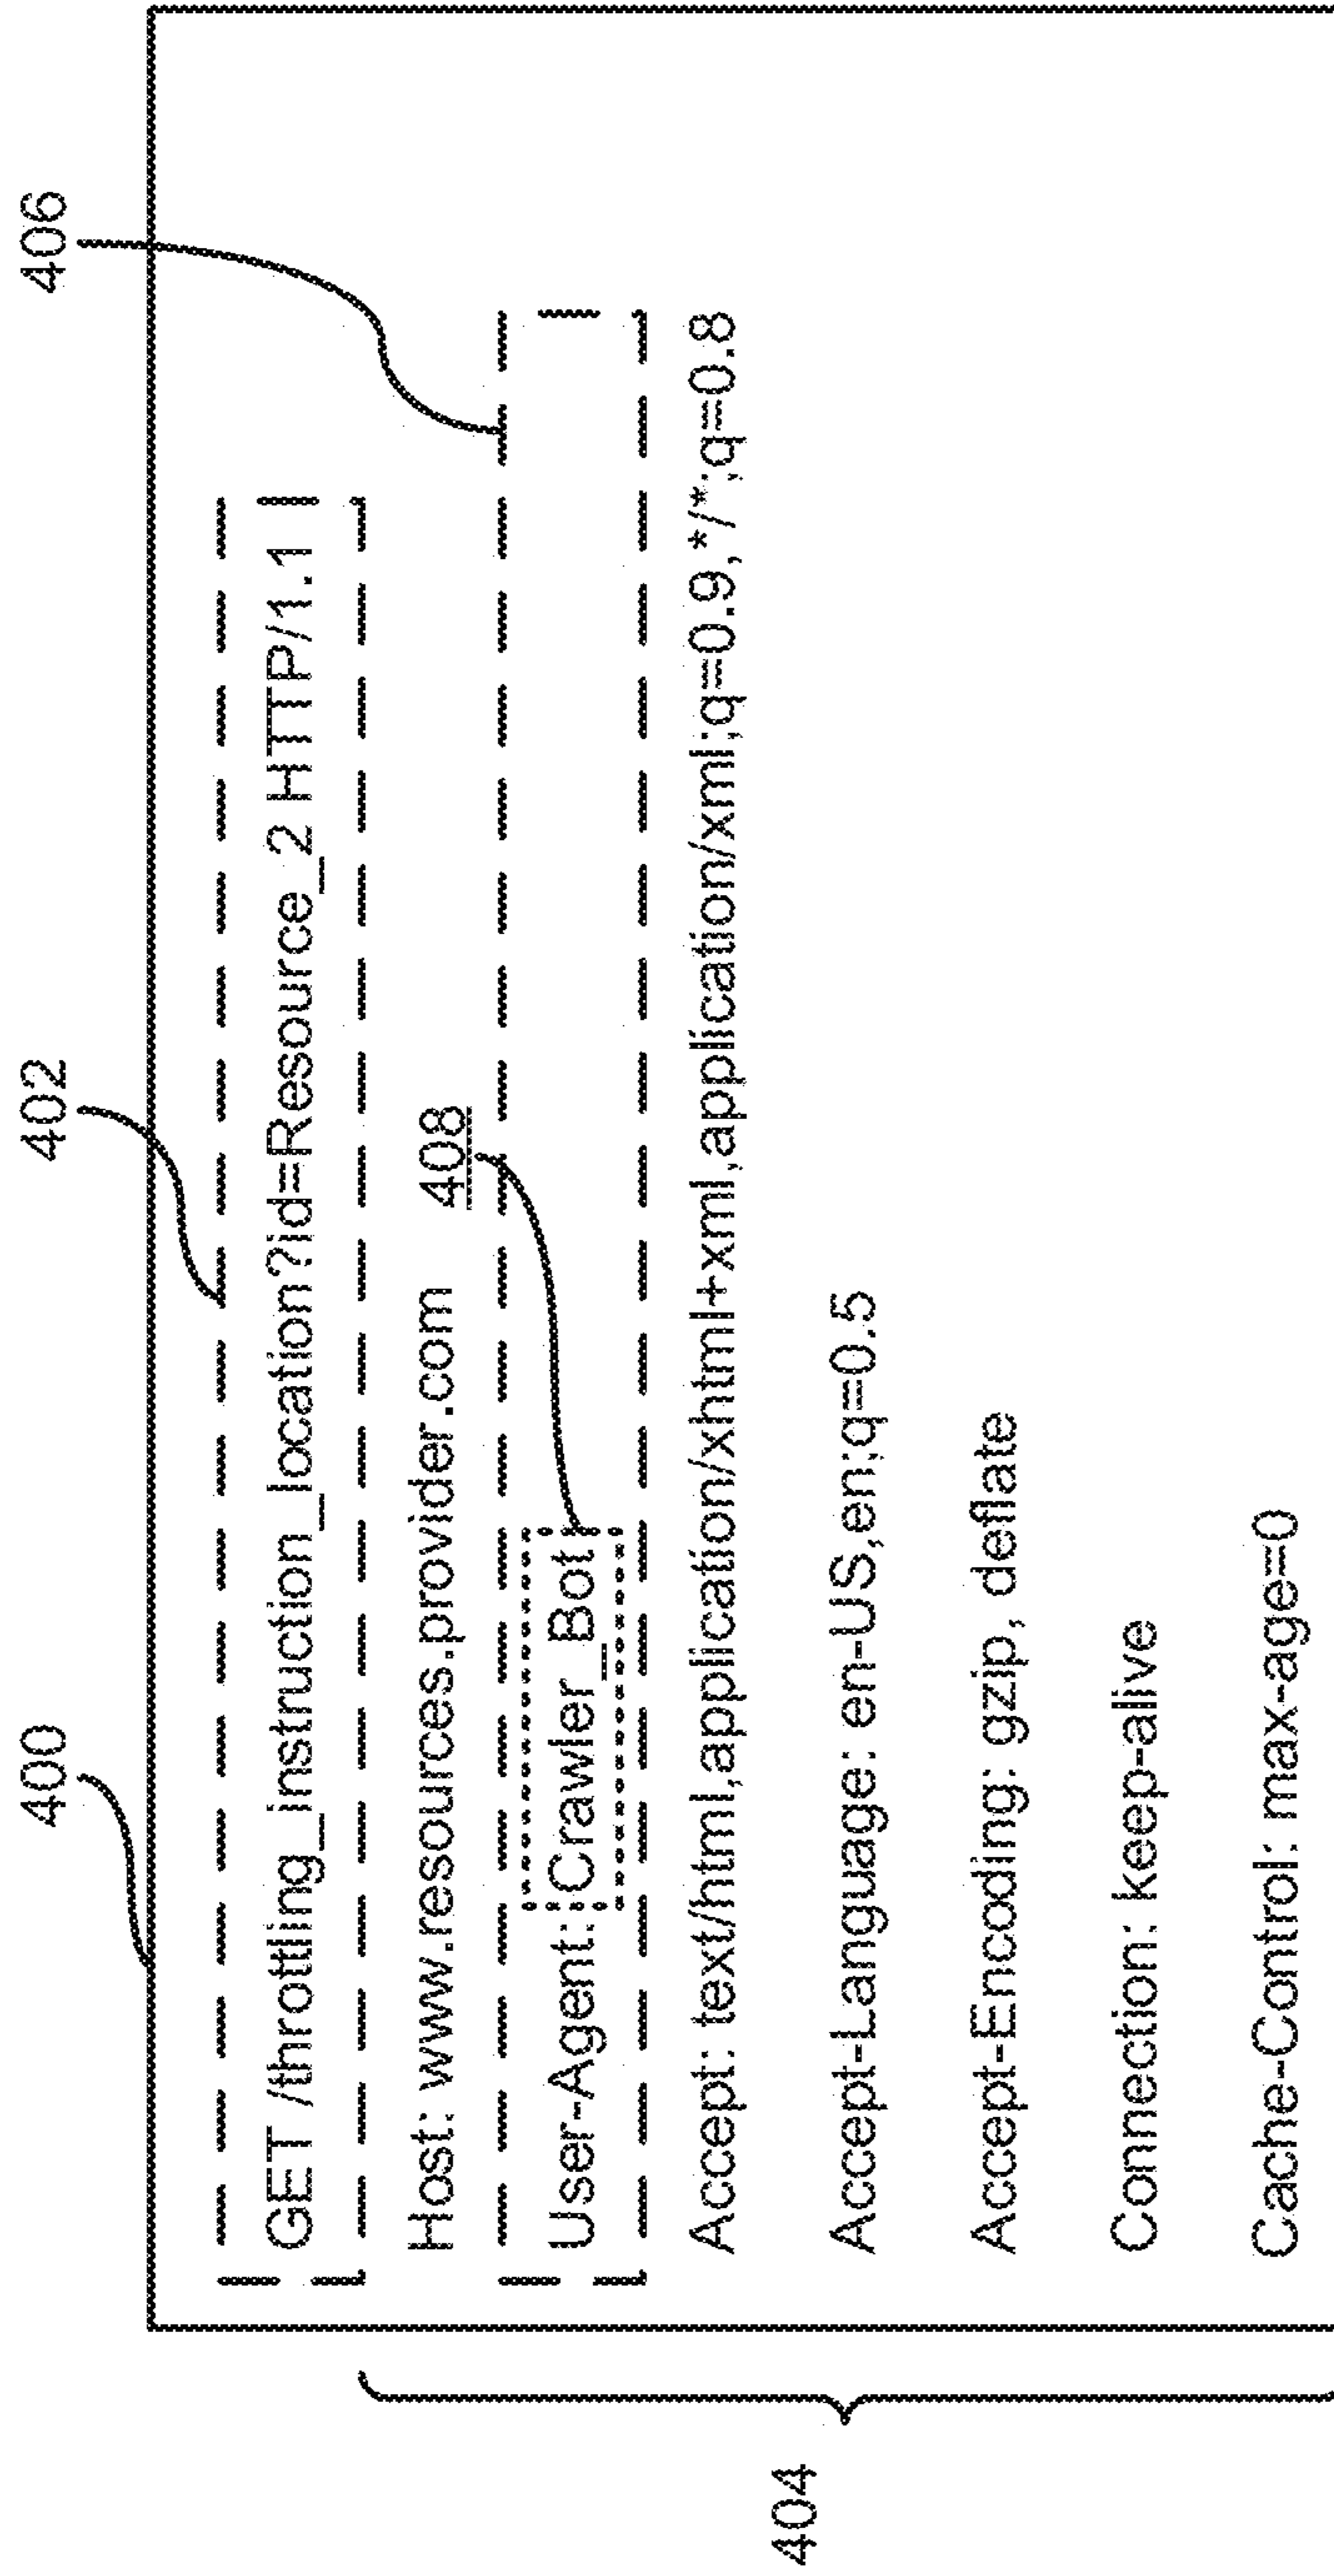 400
402
406
GET /throttling_instruction_location?id=Resource_2 HTTP/1.1
Host: www.resources.provider.com
408
User-Agent: Crawler_Bot
Accept: text/html,application/xhtml+xml,application/xml;q=0.9,*/*;q=0.8
Accept-Language: en-US,en;q=0.5
Accept-Encoding: gzip, deflate
Connection: keep-alive
Cache-Control: max-age=0
404